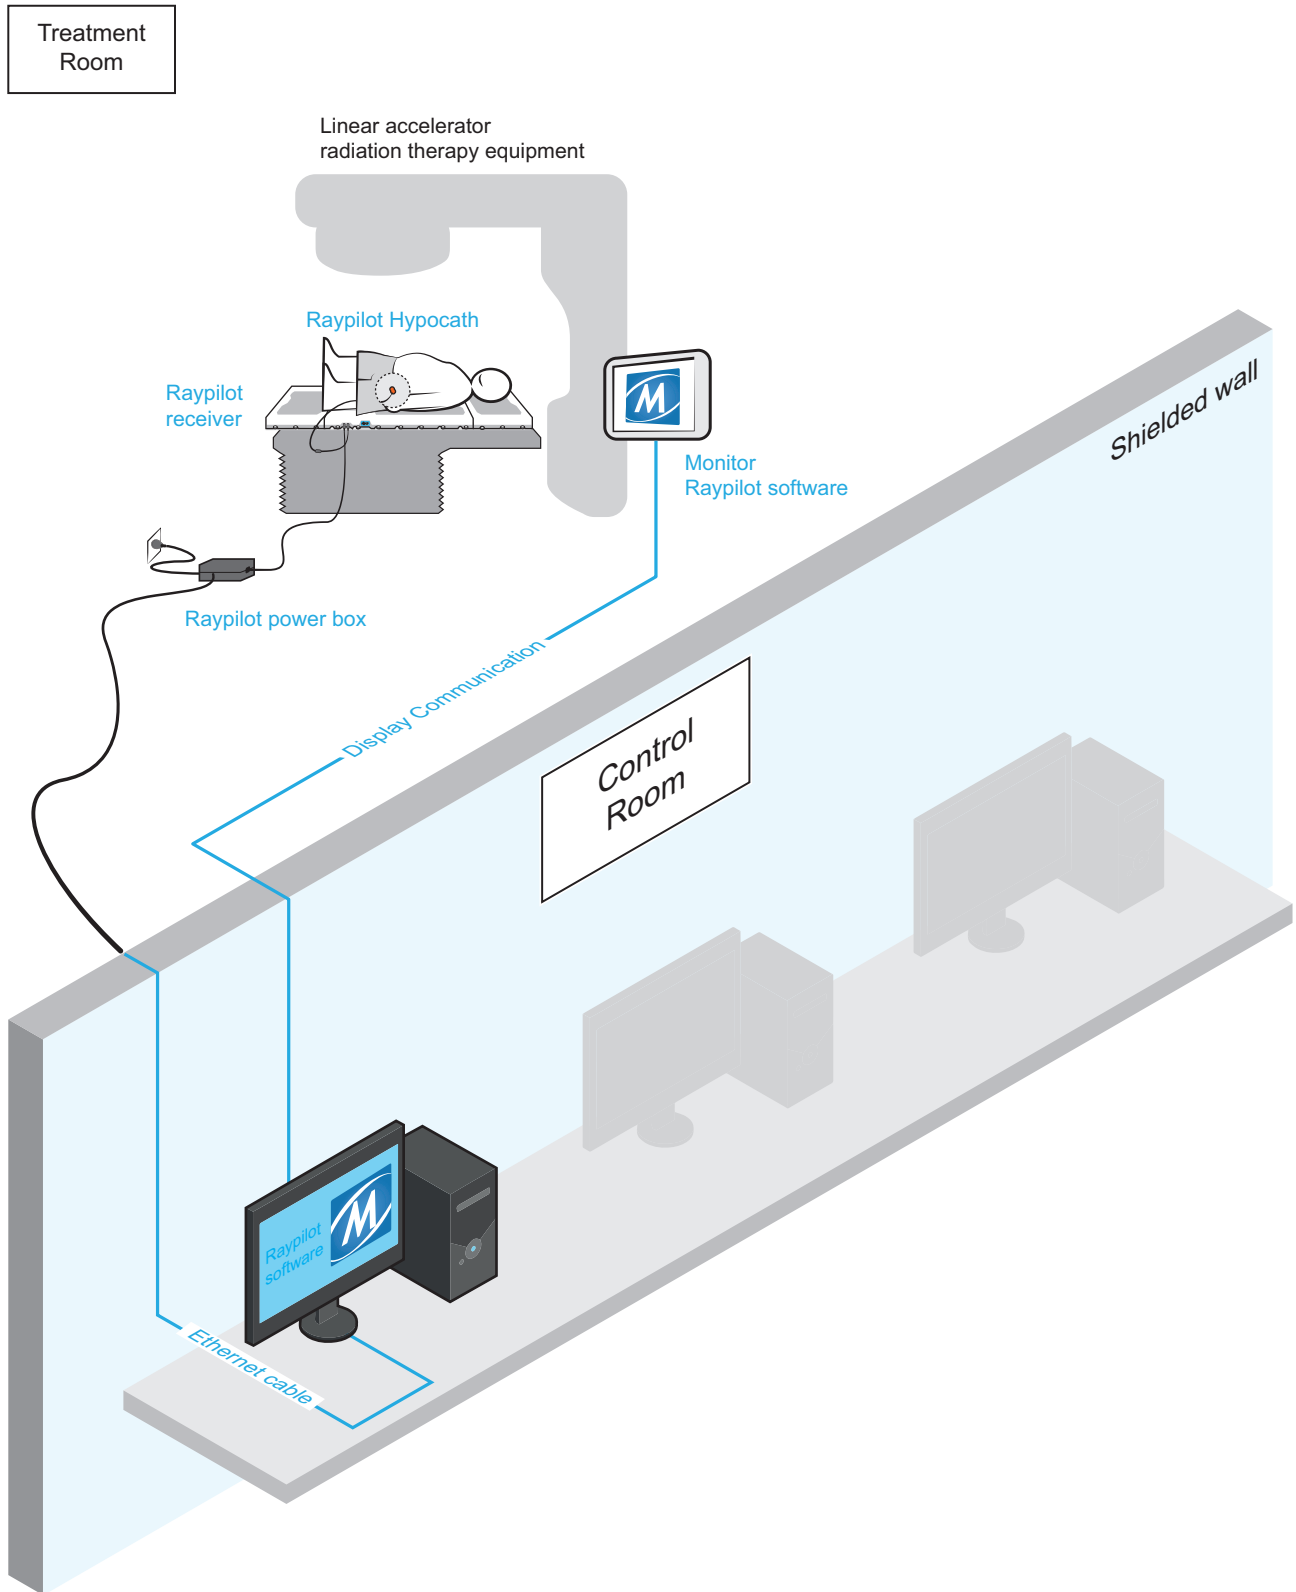 Treatment
Room
Linear accelerator
radiation therapy equipment
Raypilot Hypocath
Raypilot
receiver
M
Monitor
Raypilot software
Shielded wall
Raypilot power box
Display Communication
Control
Room
Raypilot
software
M
Ethernet cable